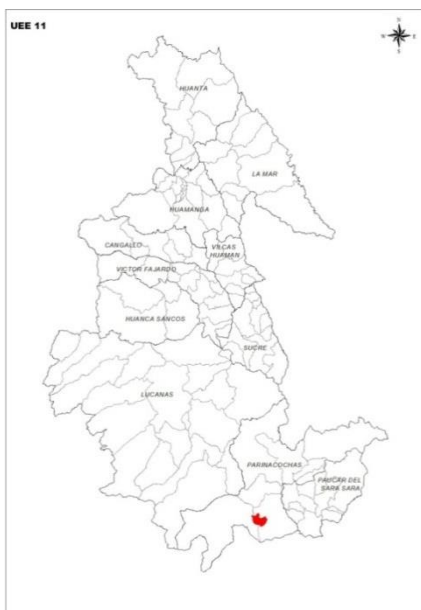 UEE 11
N
W E
S
HUANTA
LA MAR
HUAMANGA
CANGALLO
VILCAS
HUAMAN
VICTOR FAJARDO
HUANCA SANCOS
SUCRE
LUCANAS
PARINACOCHAS
PAUCAR DEL
SARA SARA